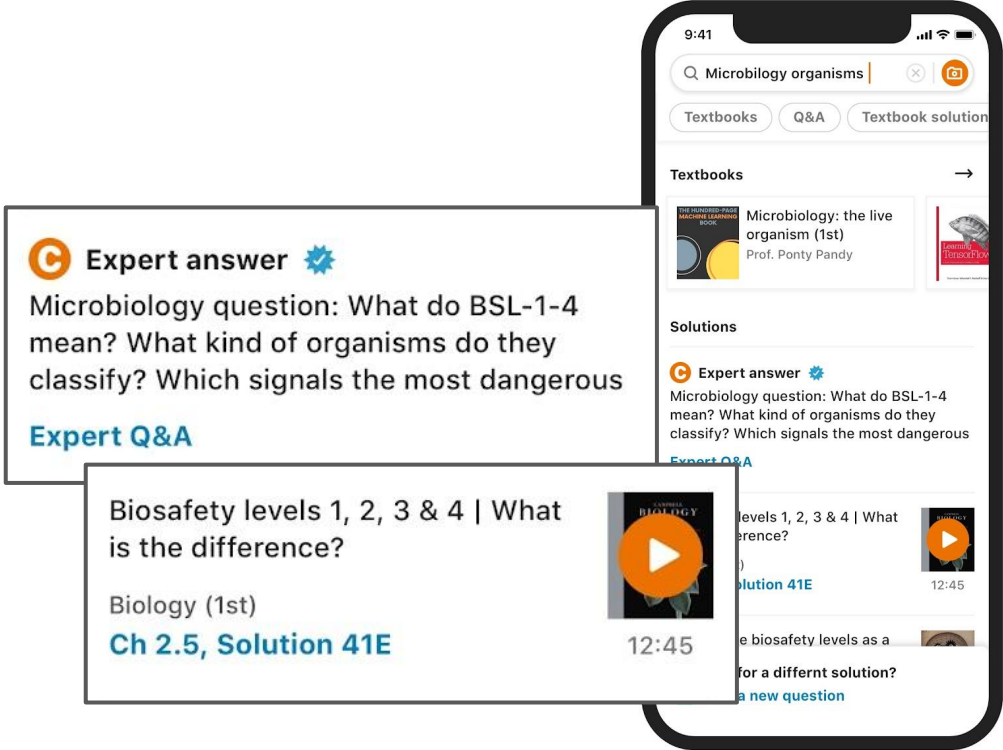 9:41
Microbilogy organisms
Textbooks
Q&A
Textbook solution
Textbooks
THE HUNDRED-PAGE
MACHINE LEARNING
BOOK
Microbiology: the live
organism (1st)
Prof. Ponty Pandy
Learning
TensorFlow
Solutions
C
Expert answer
Microbiology question: What do BSL-1-4
mean? What kind of organisms do they
classify? Which signals the most dangerous
Expert Q&A
levels 1, 2, 3 & 4 | What
erence?
)
olution 41E
BIOLOGY
12:45
e biosafety levels as a
for a differnt solution?
a new question
C
Expert answer
Microbiology question: What do BSL-1-4
mean? What kind of organisms do they
classify? Which signals the most dangerous
Expert Q&A
Biosafety levels 1, 2, 3 & 4 | What
is the difference?
Biology (1st)
Ch 2.5, Solution 41E
CAMPBELL
BIOLOGY
12:45